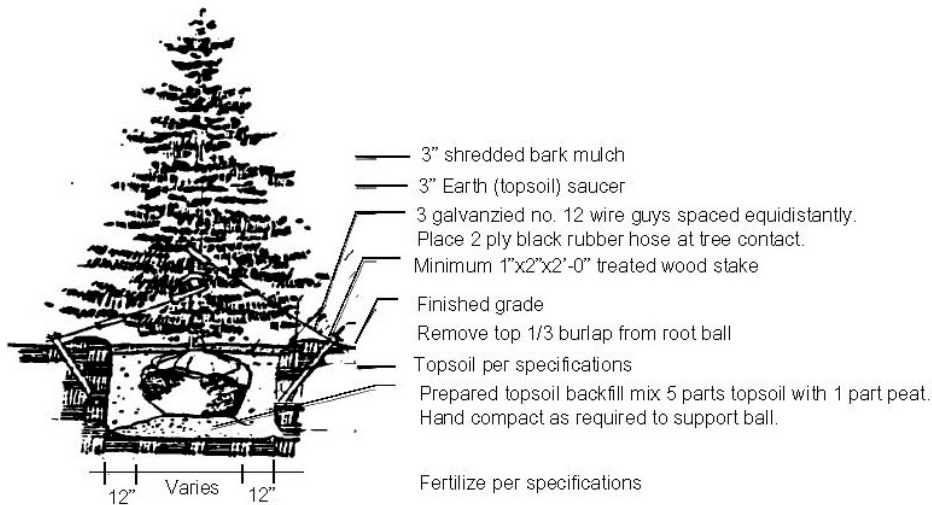 3" shredded bark mulch
3" Earth (topsoil) saucer
3 galvanzied no. 12 wire guys spaced equidistantly.
Place 2 ply black rubber hose at tree contact.
Minimum 1"x2"x2'-0" treated wood stake
Finished grade
Remove top 1/3 burlap from root ball
Topsoil per specifications
Prepared topsoil backfill mix 5 parts topsoil with 1 part peat.
Hand compact as required to support ball.
12" Varies 12"
Fertilize per specifications